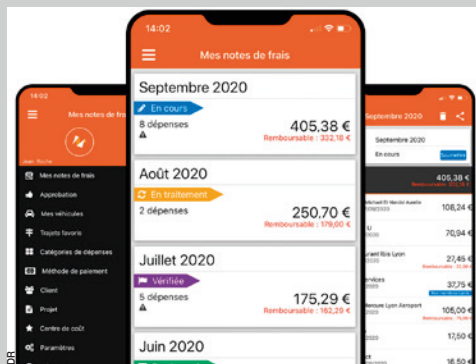 14:02
Mes notes de frais
Septembre 2020
En cours
8 dépenses
405,38 €
Remboursable : 332,18 €
Août 2020
En traitement
2 dépenses
250,70 €
Remboursable : 179,00 €
Juillet 2020
Vérifiée
5 dépenses
175,29 €
Remboursable : 162,29 €
Juin 2020
14:02
Mes notes de fra
Mes notes de frais
Approbation
Mes véhicules
Trajets favoris
Catégories de dépenses
Méthode de paiement
Client
Projet
Centre de coût
Paramètres
Septembre 2020
Septembre 2020
En cours
405,38 €
106,24 €
70,94 €
27,45 €
37,75 €
105,00 €
17,50 €
16,50 €
DR